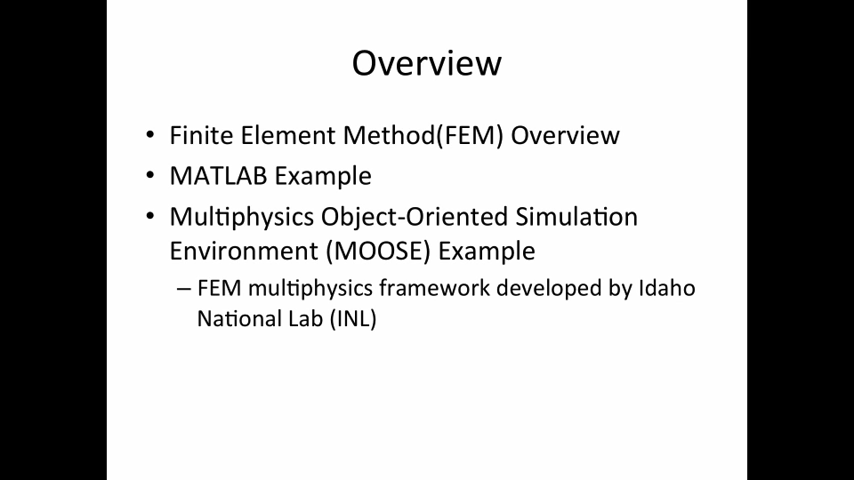 Overview
• Finite Element Method(FEM) Overview
• MATLAB Example
• Multiphysics Object-Oriented Simulation
Environment (MOOSE) Example
– FEM multiphysics framework developed by Idaho
National Lab (INL)